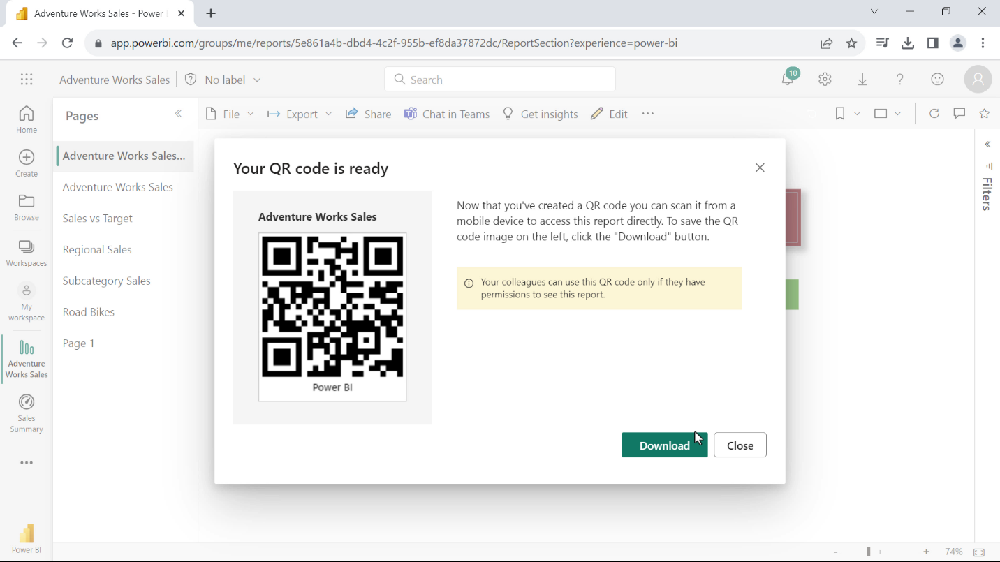 Adventure Works Sales - Power
app.powerbi.com/groups/me/reports/5e861a4b-dbd4-4c2f-955b-ef8da37872dc/ReportSection?experience=power-bi
Adventure Works Sales
No label
Search
10
Home
Create
Browse
Workspaces
My
workspace
Adventure
Works Sales
Sales
Summary
Power BI
Pages
Adventure Works Sales...
Adventure Works Sales
Sales vs Target
Regional Sales
Subcategory Sales
Road Bikes
Page 1
File
Export
Share
Chat in Teams
Get insights
Edit
Your QR code is ready
Adventure Works Sales
Power BI
Now that you've created a QR code you can scan it from a
mobile device to access this report directly. To save the QR
code image on the left, click the "Download" button.
Your colleagues can use this QR code only if they have
permissions to see this report.
Download
Close
Filters
74%